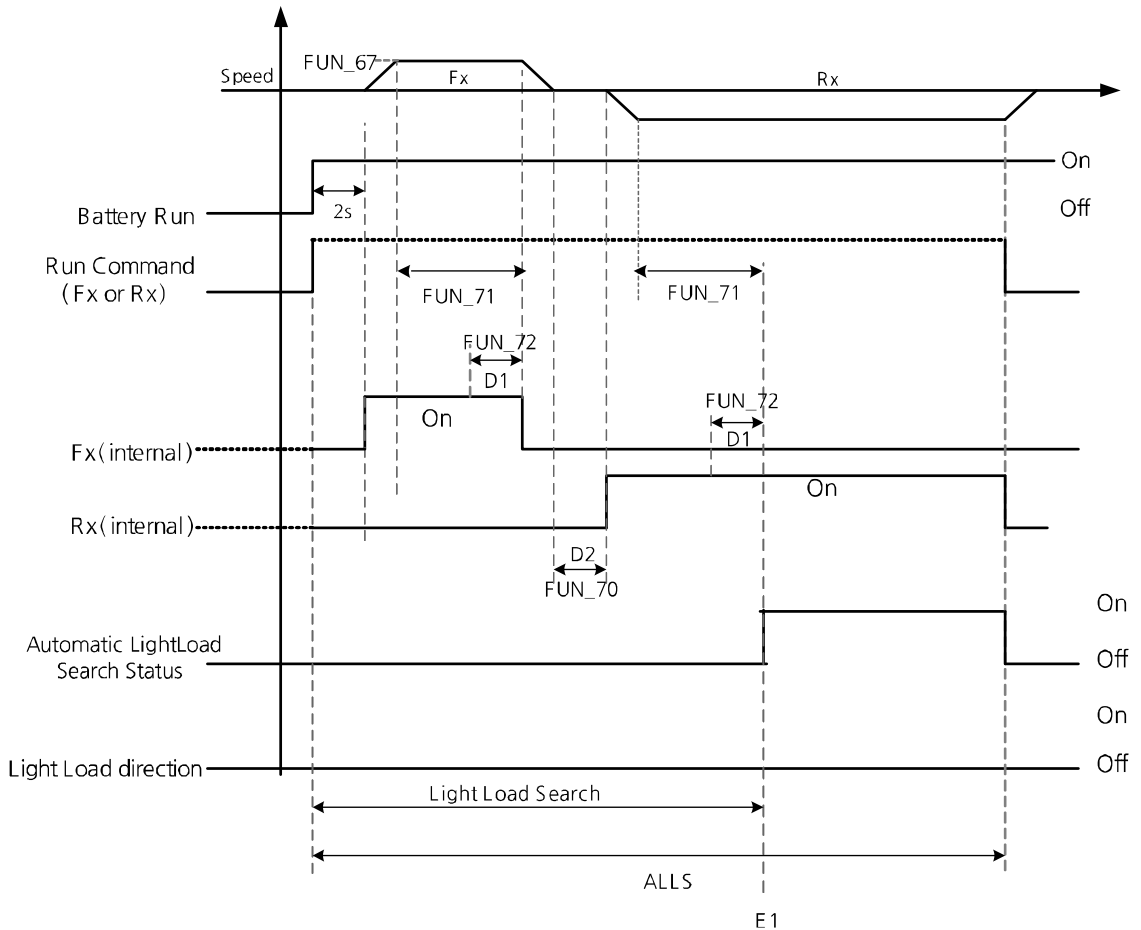 FUN_67
Speed
Fx
Rx
On
2s
Battery Run
Off
Run Command
(Fx or Rx)
FUN_71
FUN_71
FUN_72
D1
FUN_72
On
D1
Fx(internal)
On
Rx(internal)
D2
FUN_70
On
Automatic LightLoad
Search Status
Off
On
Light Load direction
Off
Light Load Search
ALLS
E1